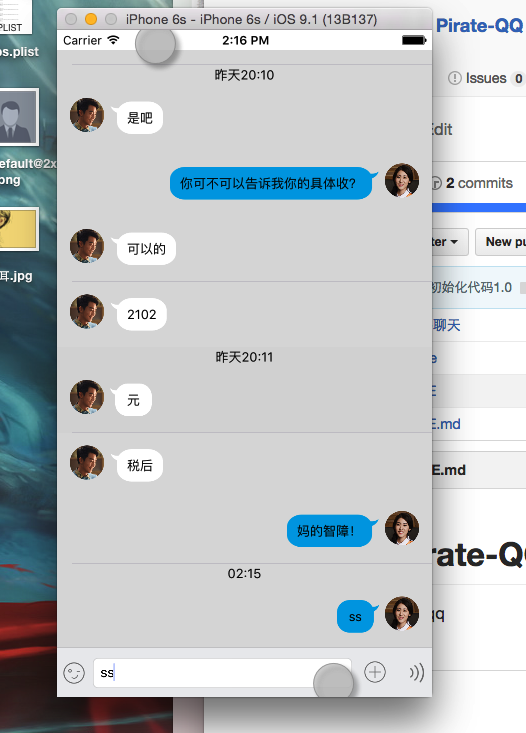 iPhone 6s - iPhone 6s / iOS 9.1 (13B137)
Carrier
2:16 PM
昨天20:10
是吧
你可不可以告诉我你的具体收?
可以的
2102
昨天20:11
元
税后
妈的智障!
02:15
ss
ss
PLIST
os.plist
efault@2x
png
耳.jpg
Pirate-QQ
Issues 0
Edit
2 commits
ter
New pu
初始化代码1.0
聊天
e
E
E.md
E.md
rate-QQ
qq